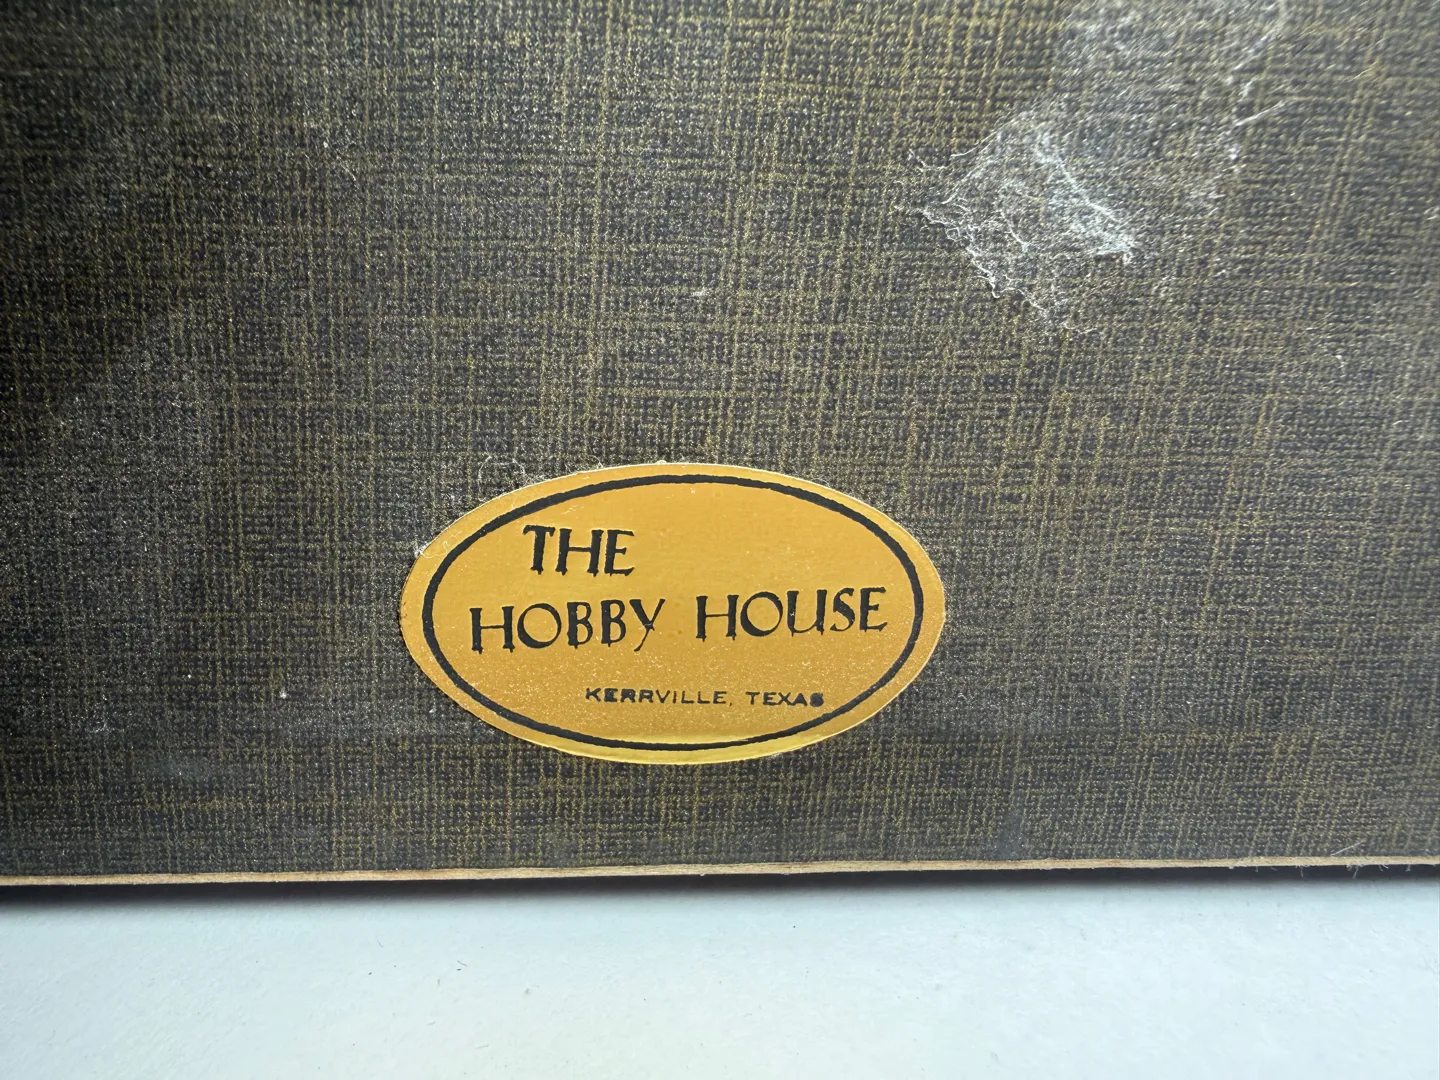 THE
HOBBY HOUSE
KERRVILLE, TEXAS